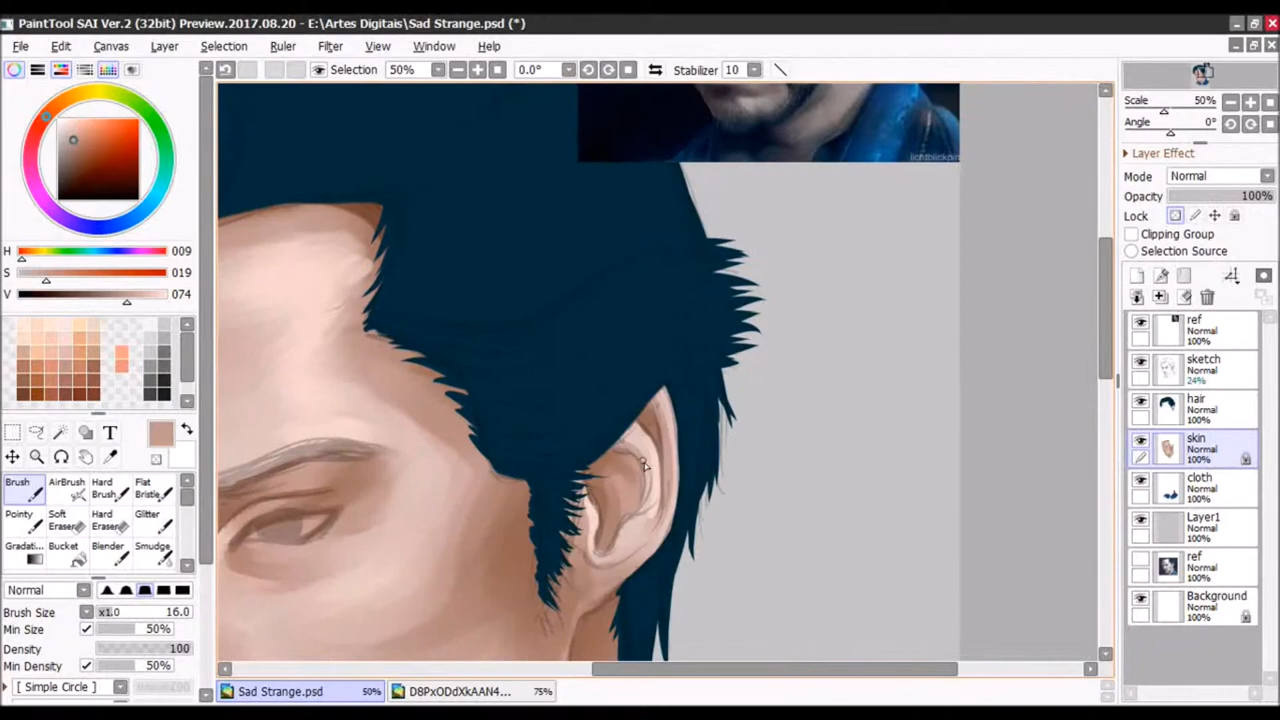 PaintTool SAI Ver.2 (32bit) Preview.2017.08.20 - E:\Artes Digitais\Sad Strange.psd (*)
File Edit Canvas Layer Selection Ruler Filter View Window Help
Selection 50% 0.0° Stabilizer 10
Scale 50%
Angle 0°
Layer Effect
Mode Normal
Opacity 100%
Lock
Clipping Group
Selection Source
H 009
S 019
V 074
T
Brush AirBrush Hard Brush Flat Bristle
Pointy Soft Eraser Hard Eraser Glitter
Gradati... Bucket Blender Smudge
Normal
Brush Size x1.0 16.0
Min Size 50%
Density 100
Min Density 50%
[ Simple Circle ]
ref
Normal
100%
sketch
Normal
24%
hair
Normal
100%
skin
Normal
100%
cloth
Normal
100%
Layer1
Normal
100%
ref
Normal
100%
Background
Normal
100%
Sad Strange.psd 50% D8PxODdXkAAN4... 75%